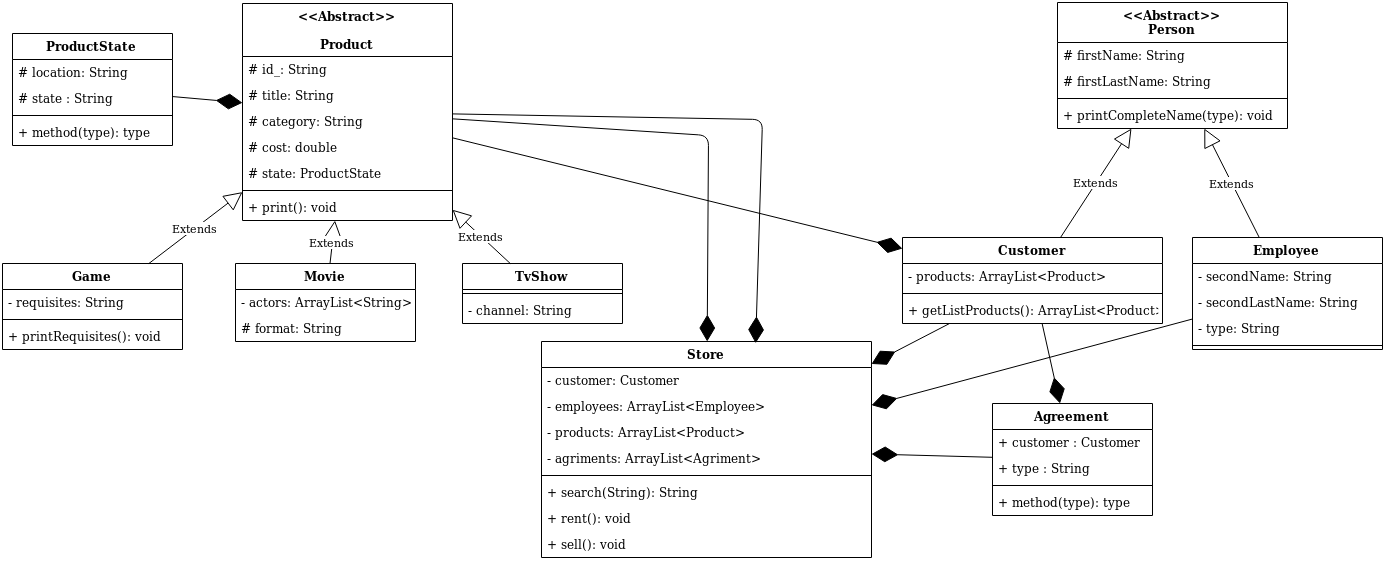 ProductState
# location: String
# state : String
+ method(type): type
<<Abstract>>
Product
# id_: String
# title: String
# category: String
# cost: double
# state: ProductState
+ print(): void
<<Abstract>>
Person
# firstName: String
# firstLastName: String
+ printCompleteName(type): void
Extends
Extends
Extends
Extends
Extends
Game
- requisites: String
+ printRequisites(): void
Movie
- actors: ArrayList<String>
# format: String
TvShow
- channel: String
Customer
- products: ArrayList<Product>
+ getListProducts(): ArrayList<Product:
Employee
- secondName: String
- secondLastName: String
- type: String
Store
- customer: Customer
- employees: ArrayList<Employee>
- products: ArrayList<Product>
- agriments: ArrayList<Agriment>
+ search(String): String
+ rent(): void
+ sell(): void
Agreement
+ customer : Customer
+ type : String
+ method(type): type